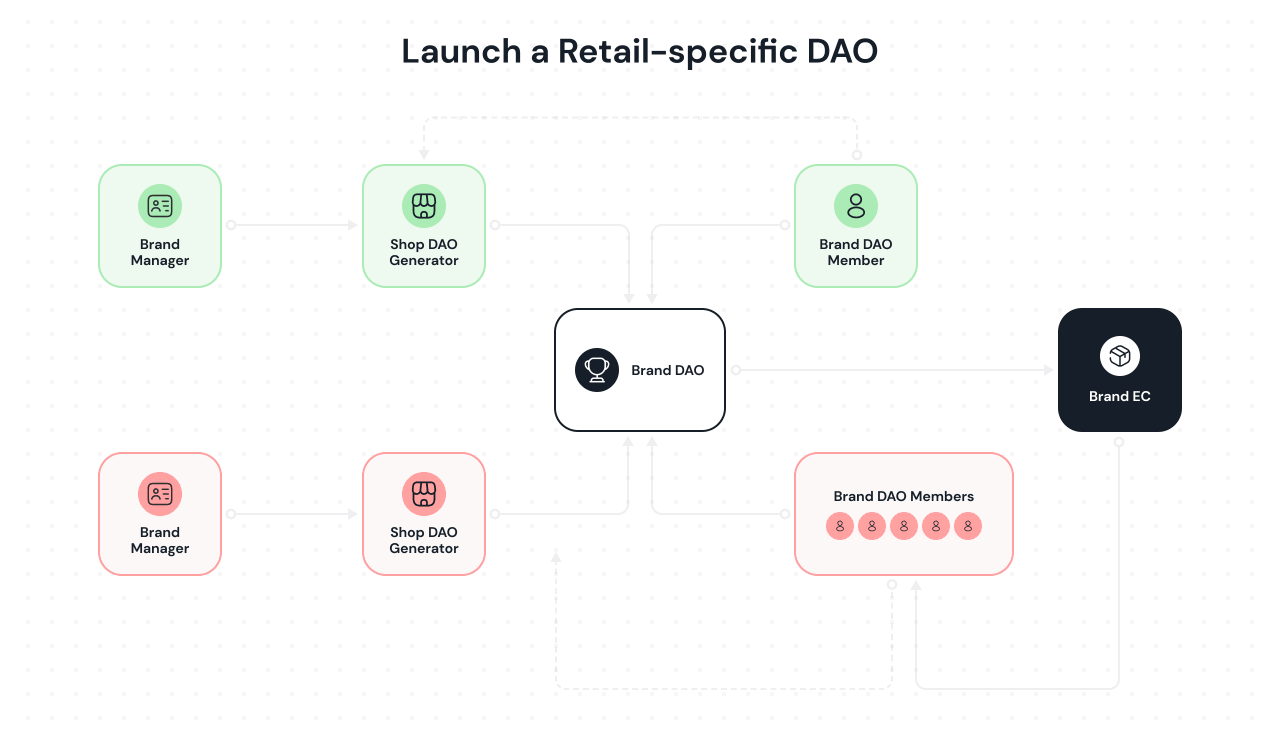 Launch a Retail-specific DAO
Brand
Manager
Shop DAO
Generator
Brand DAO
Member
Brand DAO
Brand EC
Brand
Manager
Shop DAO
Generator
Brand DAO Members